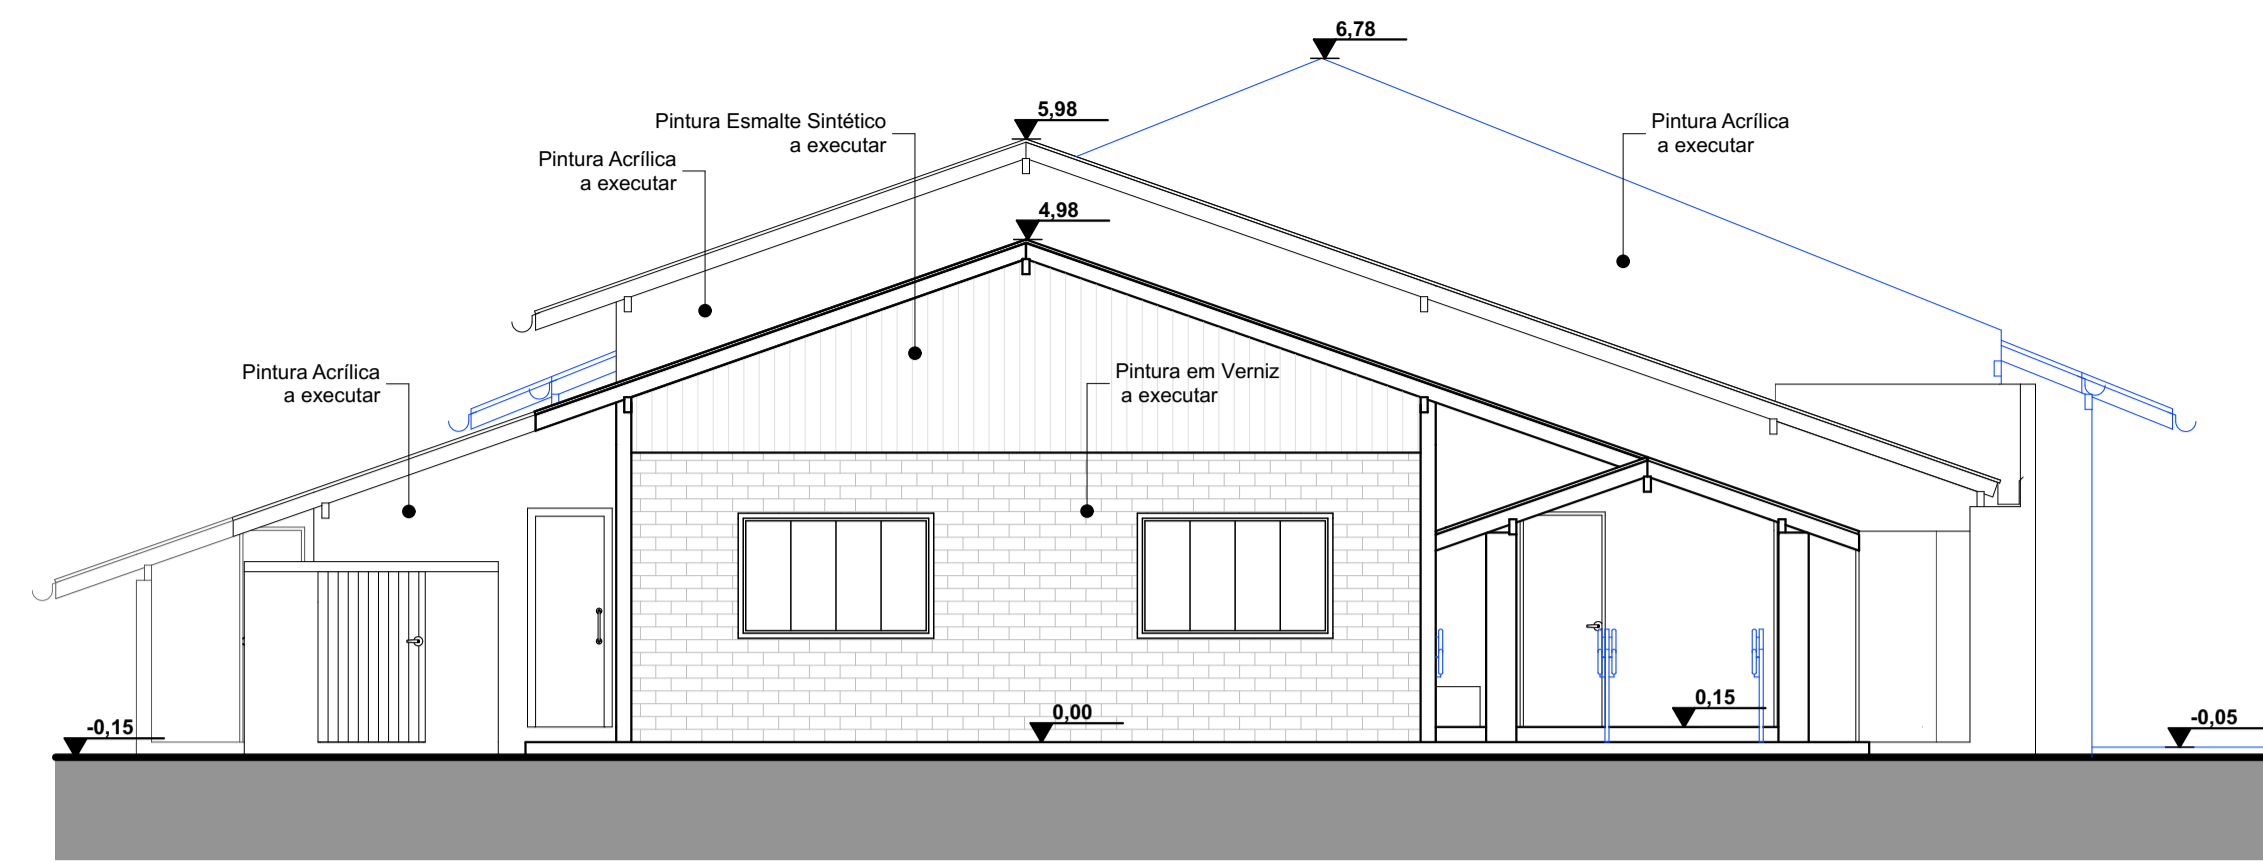 6,78
5,98
Pintura Esmalte Sintético
a executar
Pintura Acrílica
a executar
Pintura Acrílica
a executar
4,98
Pintura Acrílica
a executar
Pintura em Verniz
a executar
-0,15
0,00
0,15
-0,05